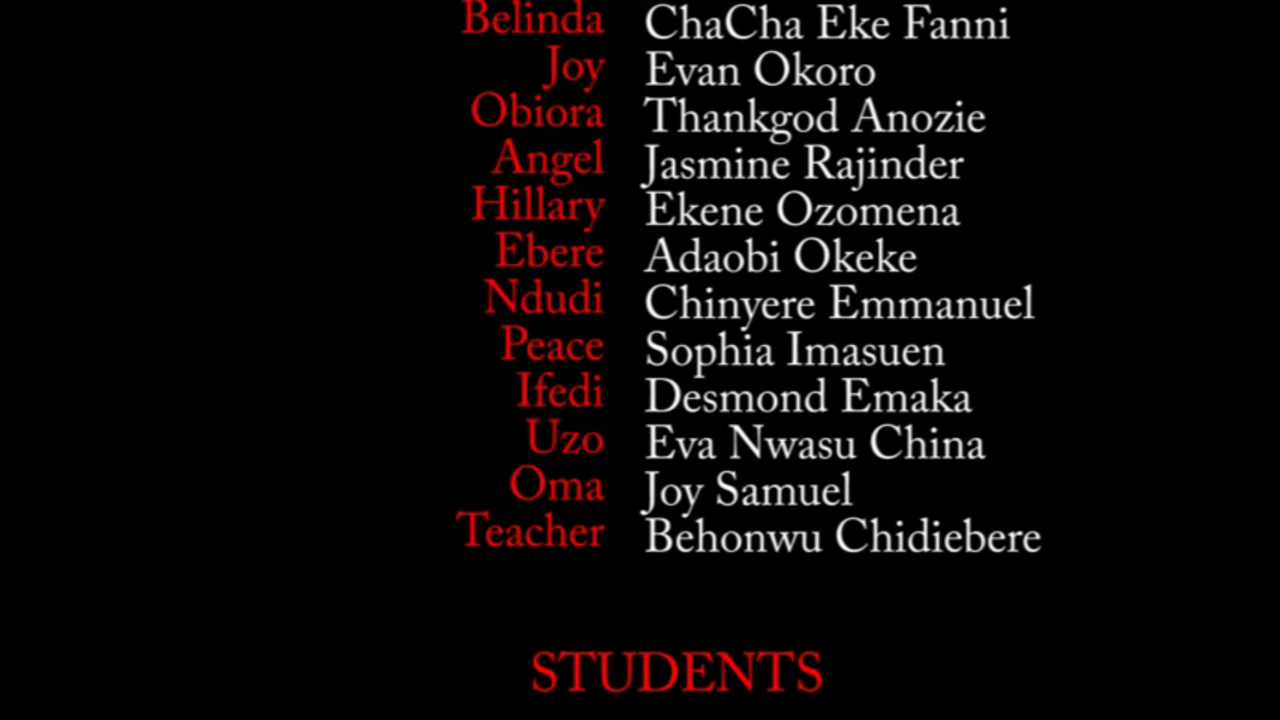 Belinda ChaCha Eke Fanni
Joy Evan Okoro
Obiora Thankgod Anozie
Angel Jasmine Rajinder
Hillary Ekene Ozomena
Ebere Adaobi Okeke
Ndudi Chinyere Emmanuel
Peace Sophia Imasuen
Ifedi Desmond Emaka
Uzo Eva Nwasu China
Oma Joy Samuel
Teacher Behonwu Chidiebere
STUDENTS